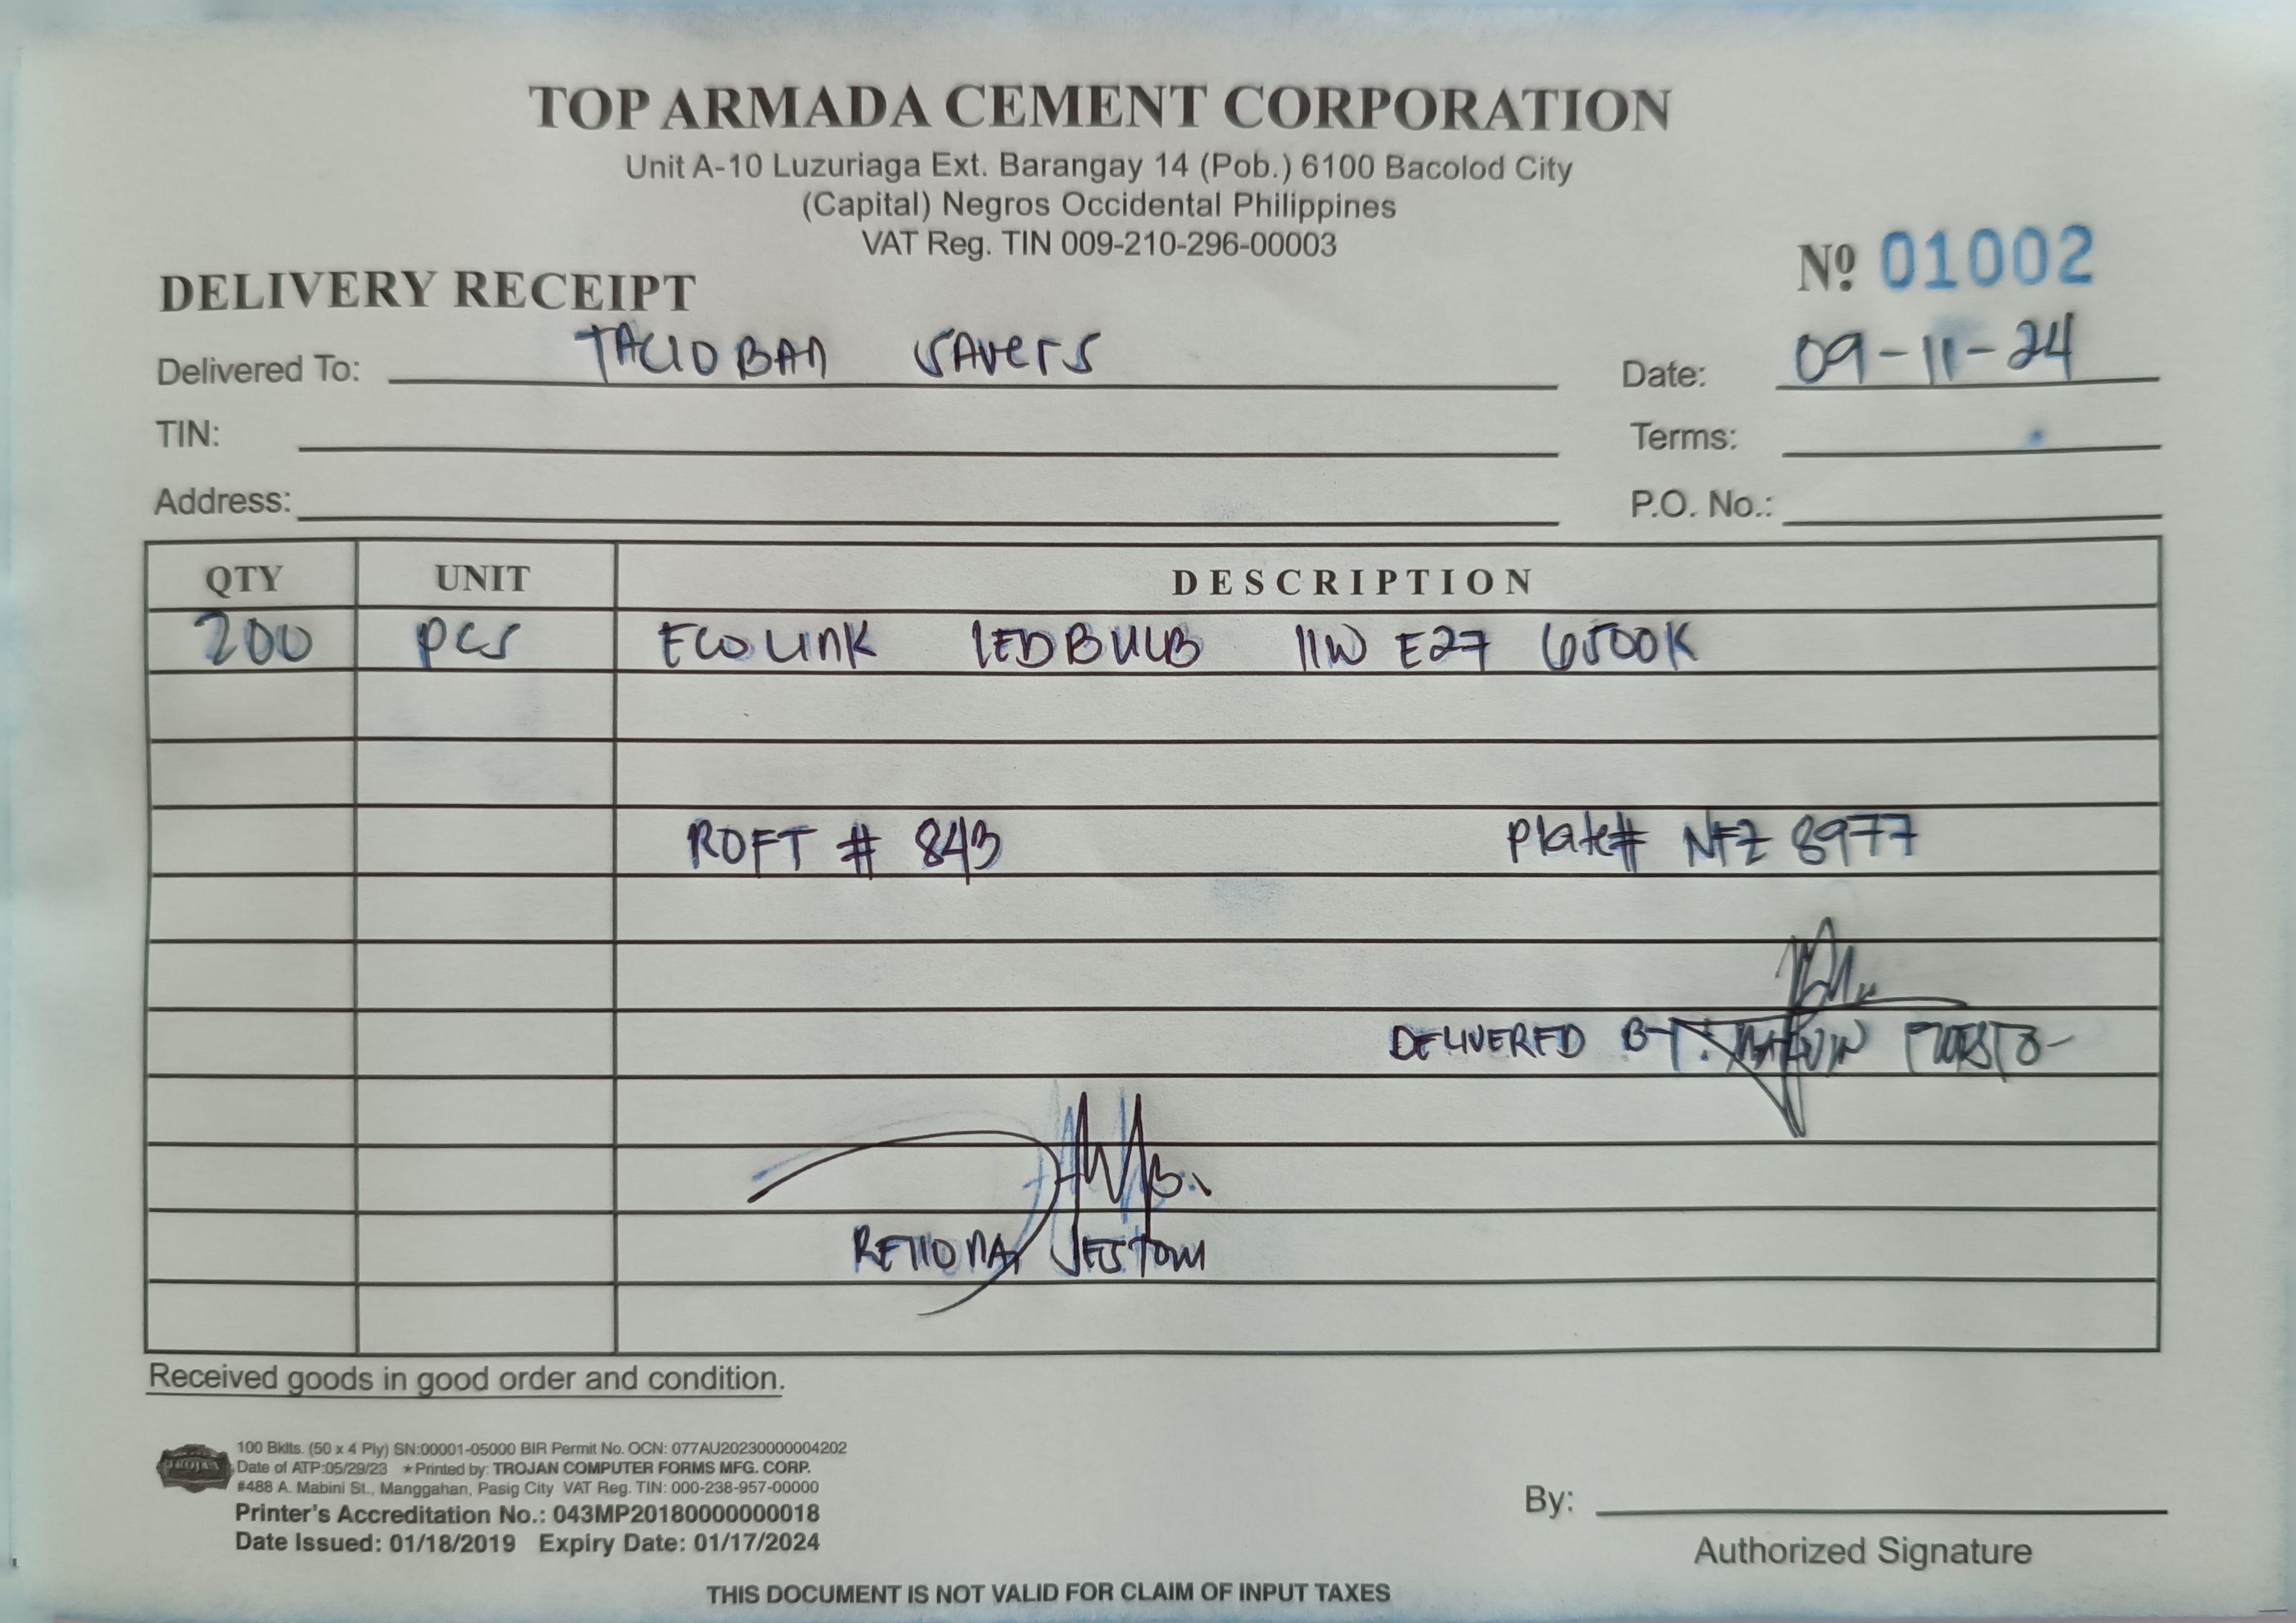 TOP ARMADA CEMENT CORPORATION
Unit A-10 Luzuriaga Ext. Barangay 14 (Pob.) 6100 Bacolod City
(Capital) Negros Occidental Philippines
VAT Reg. TIN 009-210-296-00003
Nº 01002
DELIVERY RECEIPT
Delivered To: TACLOBAN SAVERS Date: 09-11-24
TIN: Terms:
Address: P.O. No.:
QTY UNIT DESCRIPTION
200 pcs ECOLINK LED BULB 11W E27 6500K
ROFT # 843 Plate# NFZ 8977
DELIVERED BY:
JESTONI
Received goods in good order and condition.
TROJAN
100 Bklts. (50 x 4 Ply) SN:00001-05000 BIR Permit No. OCN: 077AU20230000004202
Date of ATP:05/29/23 ★Printed by: TROJAN COMPUTER FORMS MFG. CORP.
#488 A. Mabini St., Manggahan, Pasig City VAT Reg. TIN: 000-238-957-00000
Printer's Accreditation No.: 043MP20180000000018
Date Issued: 01/18/2019 Expiry Date: 01/17/2024
By:
Authorized Signature
THIS DOCUMENT IS NOT VALID FOR CLAIM OF INPUT TAXES